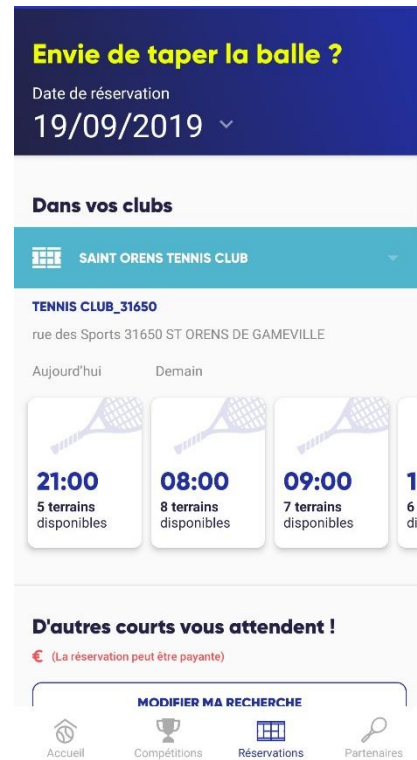 Envie de taper la balle ?
Date de réservation
19/09/2019
Dans vos clubs
SAINT ORENS TENNIS CLUB
TENNIS CLUB_31650
rue des Sports 31650 ST ORENS DE GAMEVILLE
Aujourd'hui Demain
21:00 08:00 09:00 1
5 terrains 8 terrains 7 terrains 6
disponibles disponibles disponibles di
D'autres courts vous attendent !
€ (La réservation peut être payante)
MODIFIER MA RECHERCHE
Accueil Compétitions Réservations Partenaires